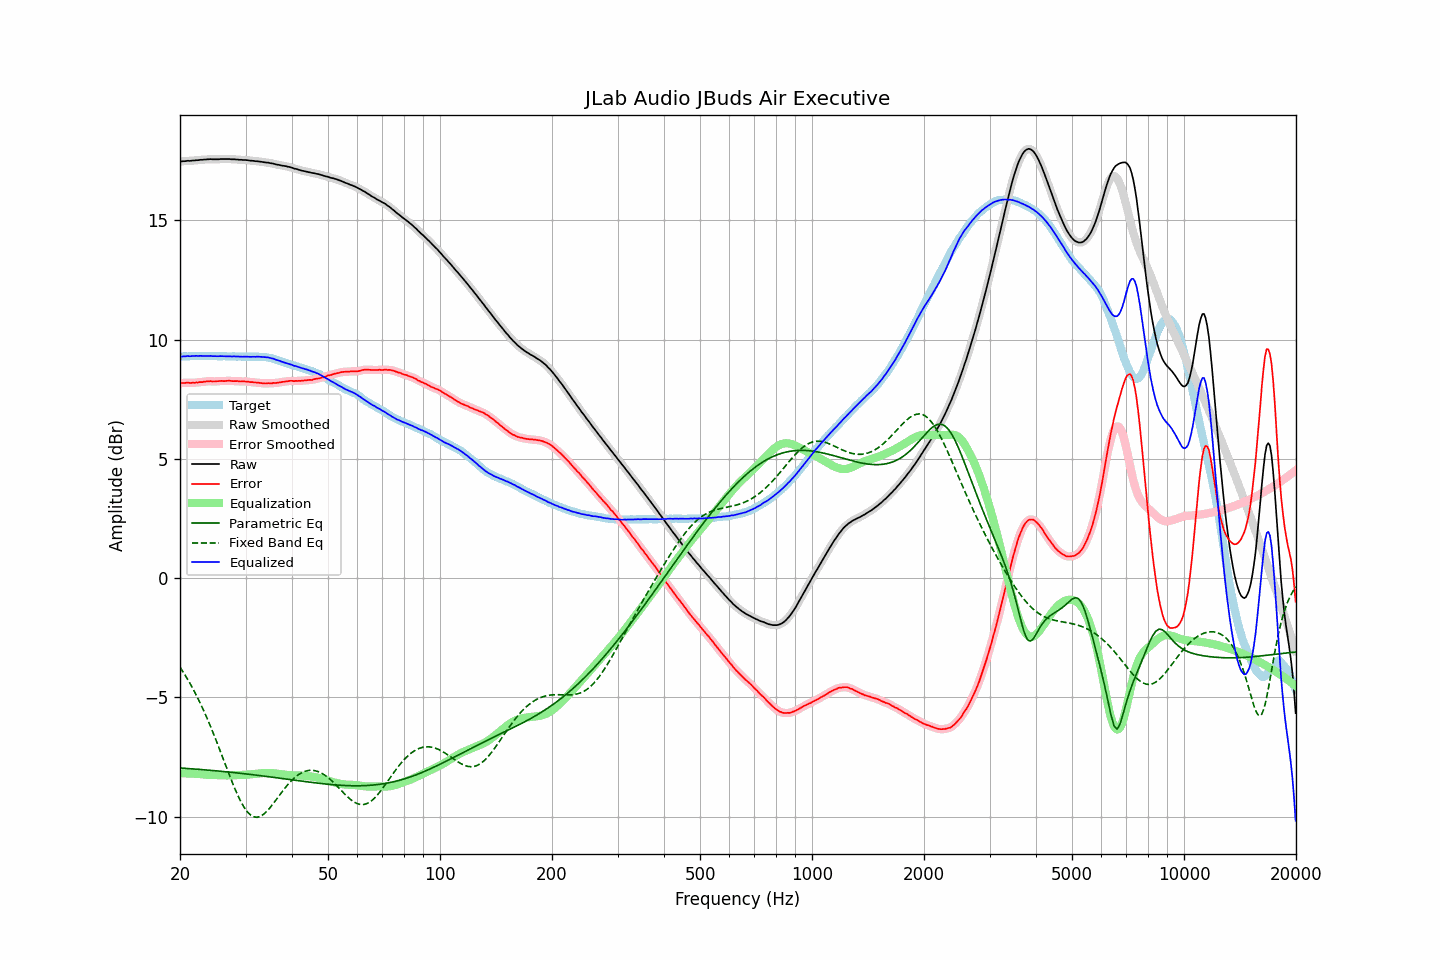 JLab Audio JBuds Air Executive
Amplitude (dBr)
15
10
5
0
−5
−10
Target
Raw Smoothed
Error Smoothed
Raw
Error
Equalization
Parametric Eq
Fixed Band Eq
Equalized
20 50 100 200 500 1000 2000 5000 10000 20000
Frequency (Hz)